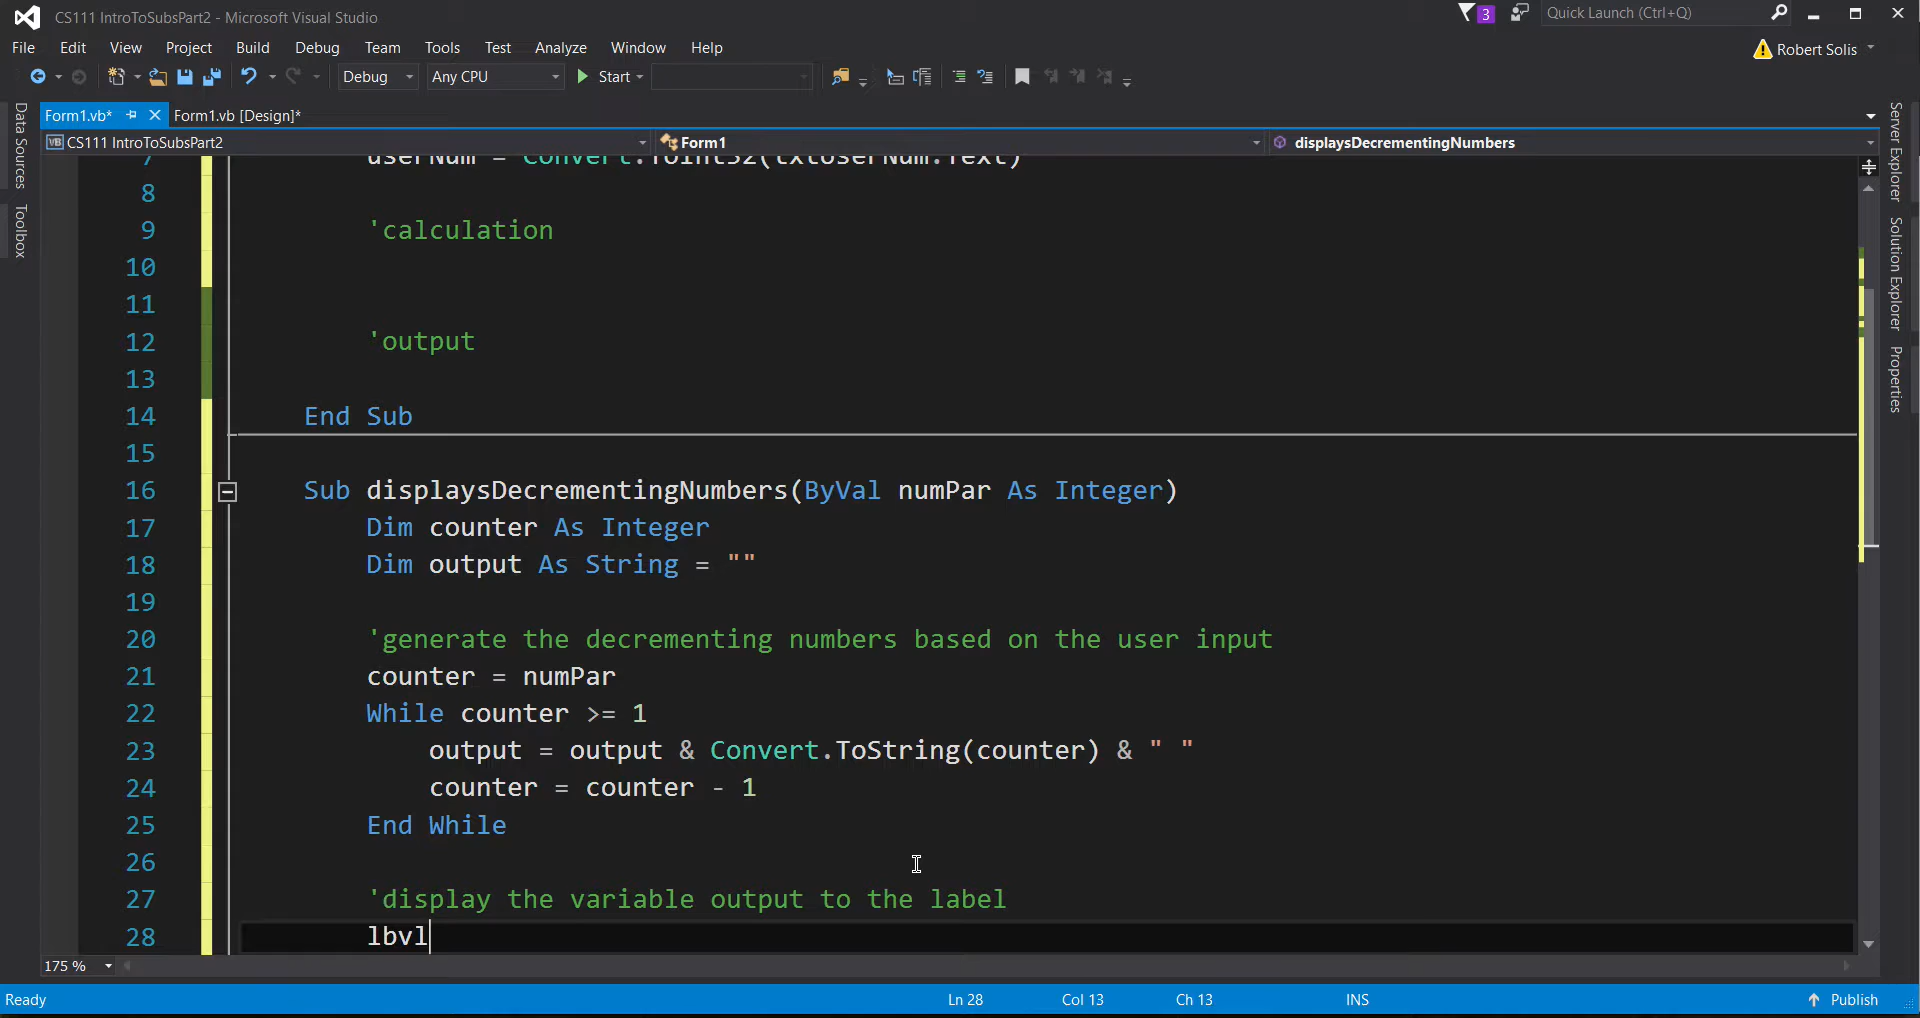 CS111 IntroToSubsPart2 - Microsoft Visual Studio
3
Quick Launch (Ctrl+Q)
File Edit View Project Build Debug Team Tools Test Analyze Window Help
Robert Solis
Debug Any CPU Start
Form1.vb* Form1.vb [Design]*
VB CS111 IntroToSubsPart2 Form1 displaysDecrementingNumbers
Data Sources
Toolbox
Server Explorer
Solution Explorer
Properties
7 userNum = Convert.ToInt32(txtUserNum.Text)
8
9 'calculation
10
11
12 'output
13
14 End Sub
15
16 Sub displaysDecrementingNumbers(ByVal numPar As Integer)
17 Dim counter As Integer
18 Dim output As String = ""
19
20 'generate the decrementing numbers based on the user input
21 counter = numPar
22 While counter >= 1
23 output = output & Convert.ToString(counter) & " "
24 counter = counter - 1
25 End While
26
27 'display the variable output to the label
28 lbvl
175 %
Ready Ln 28 Col 13 Ch 13 INS Publish